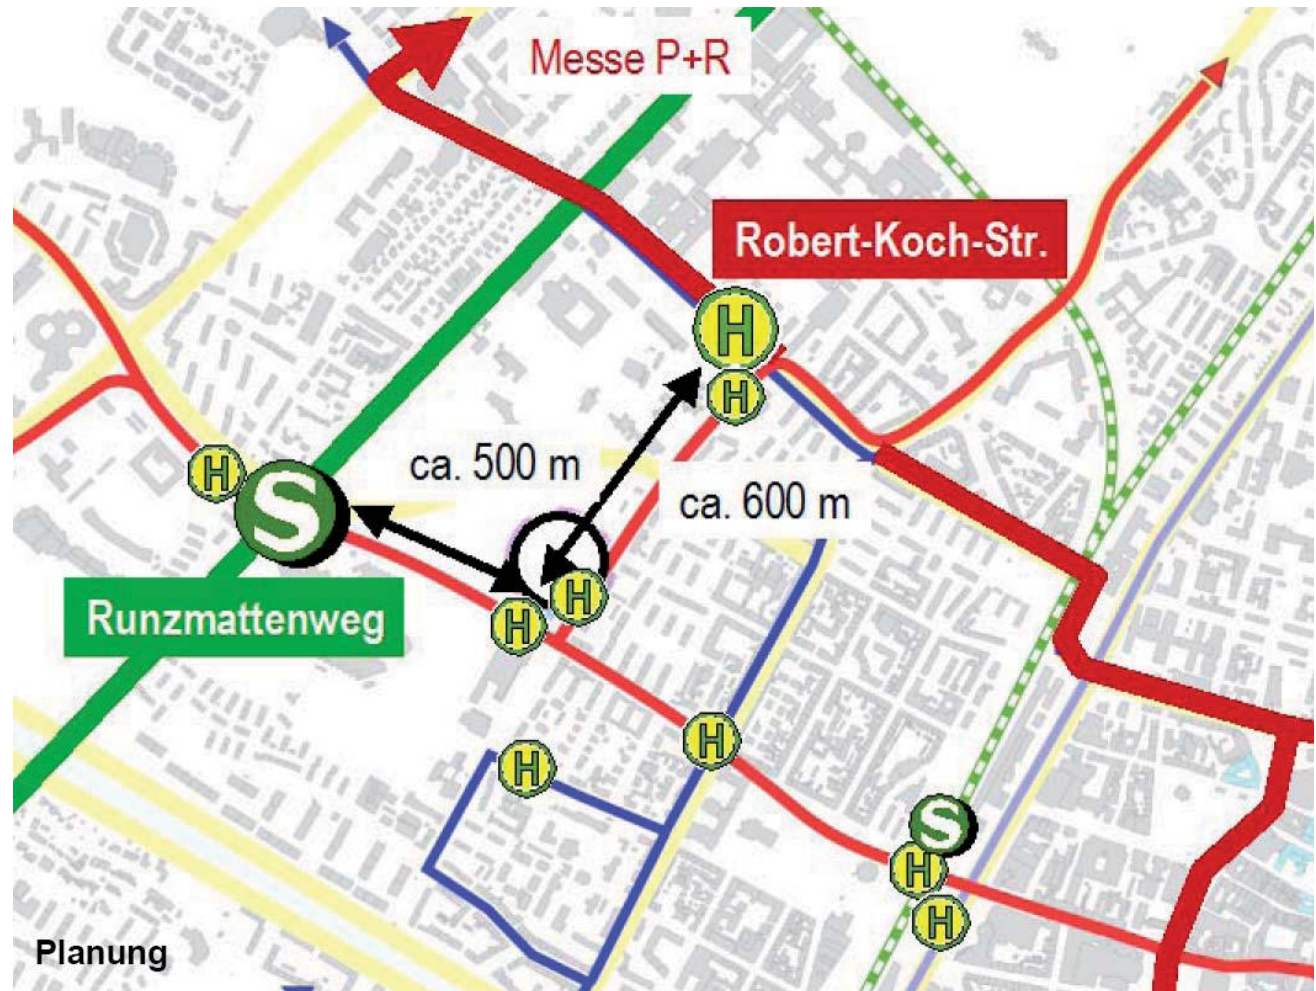 Messe P+R
Robert-Koch-Str.
H
H
ca. 500 m
H
S
ca. 600 m
H
H
Runzmattenweg
H
H
S
H
H
Planung